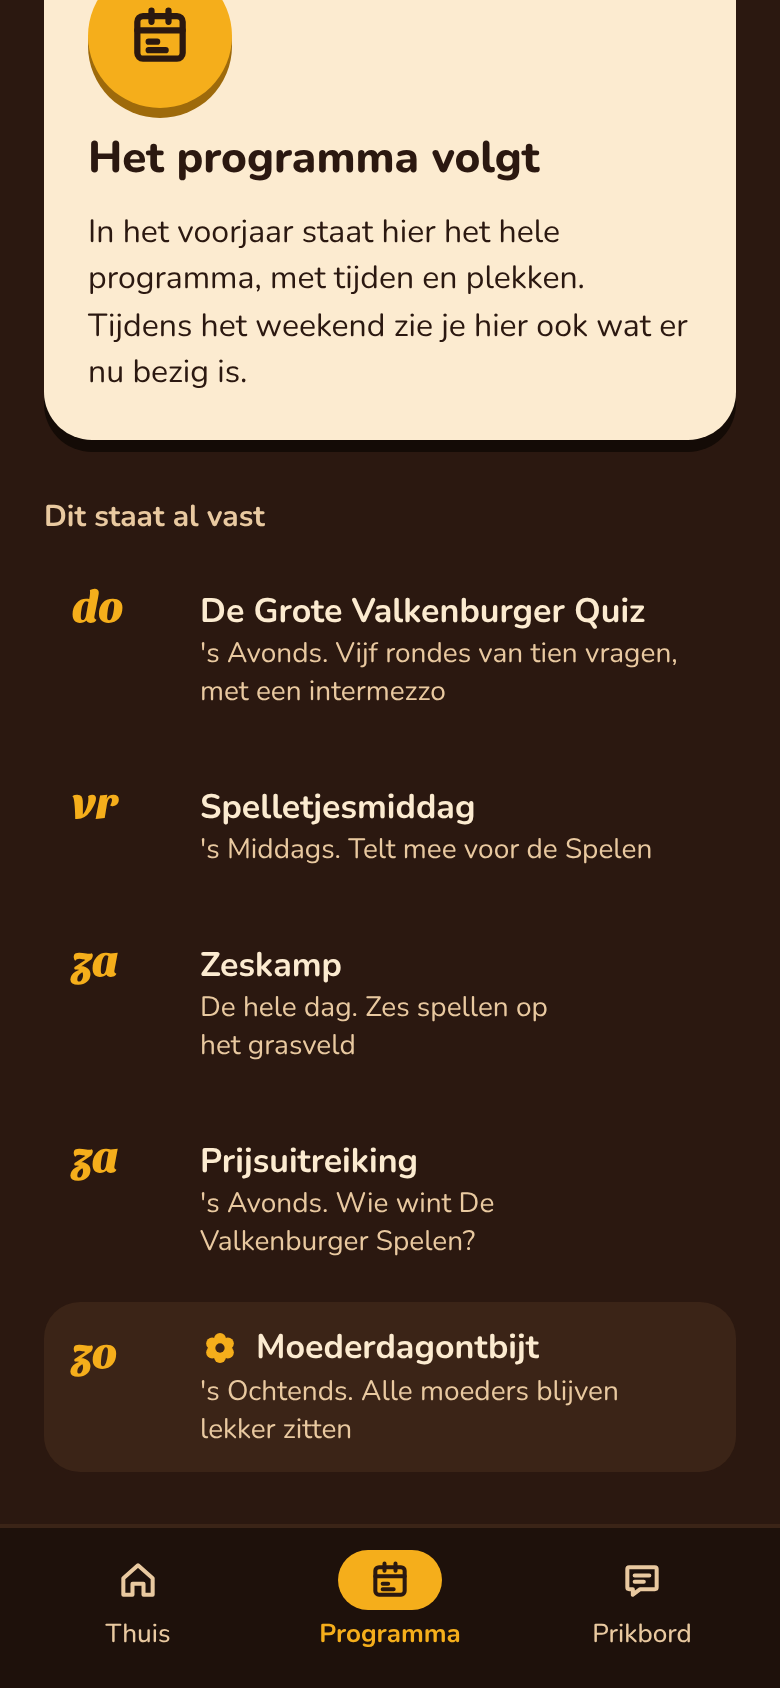 Het programma volgt
In het voorjaar staat hier het hele
programma, met tijden en plekken.
Tijdens het weekend zie je hier ook wat er
nu bezig is.
Dit staat al vast
do
De Grote Valkenburger Quiz
's Avonds. Vijf rondes van tien vragen,
met een intermezzo
vr
Spelletjesmiddag
's Middags. Telt mee voor de Spelen
za
Zeskamp
De hele dag. Zes spellen op
het grasveld
za
Prijsuitreiking
's Avonds. Wie wint De
Valkenburger Spelen?
zo
Moederdagontbijt
's Ochtends. Alle moeders blijven
lekker zitten
Thuis
Programma
Prikbord